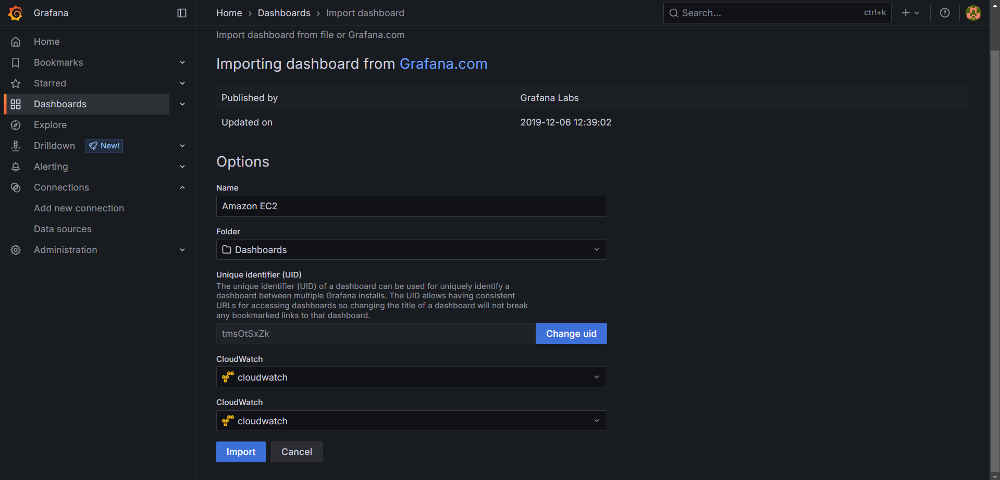 Grafana
Home
Bookmarks
Starred
Dashboards
Explore
Drilldown New!
Alerting
Connections
Add new connection
Data sources
Administration
Home › Dashboards › Import dashboard
Search... ctrl+k
Import dashboard from file or Grafana.com
Importing dashboard from Grafana.com
Published by Grafana Labs
Updated on 2019-12-06 12:39:02
Options
Name
Amazon EC2
Folder
Dashboards
Unique identifier (UID)
The unique identifier (UID) of a dashboard can be used for uniquely identify a
dashboard between multiple Grafana installs. The UID allows having consistent
URLs for accessing dashboards so changing the title of a dashboard will not break
any bookmarked links to that dashboard.
tmsOtSxZk Change uid
CloudWatch
cloudwatch
CloudWatch
cloudwatch
Import Cancel